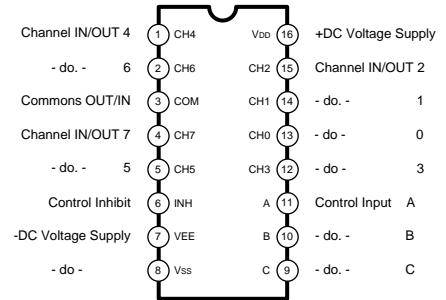 Channel IN/OUT 4 1 CH4 VDD 16 +DC Voltage Supply
- do. - 6 2 CH6 CH2 15 Channel IN/OUT 2
Commons OUT/IN 3 COM CH1 14 - do. - 1
Channel IN/OUT 7 4 CH7 CH0 13 - do - 0
- do. - 5 5 CH5 CH3 12 - do - 3
Control Inhibit 6 INH A 11 Control Input A
-DC Voltage Supply 7 VEE B 10 - do. - B
- do - 8 Vss C 9 - do. - C